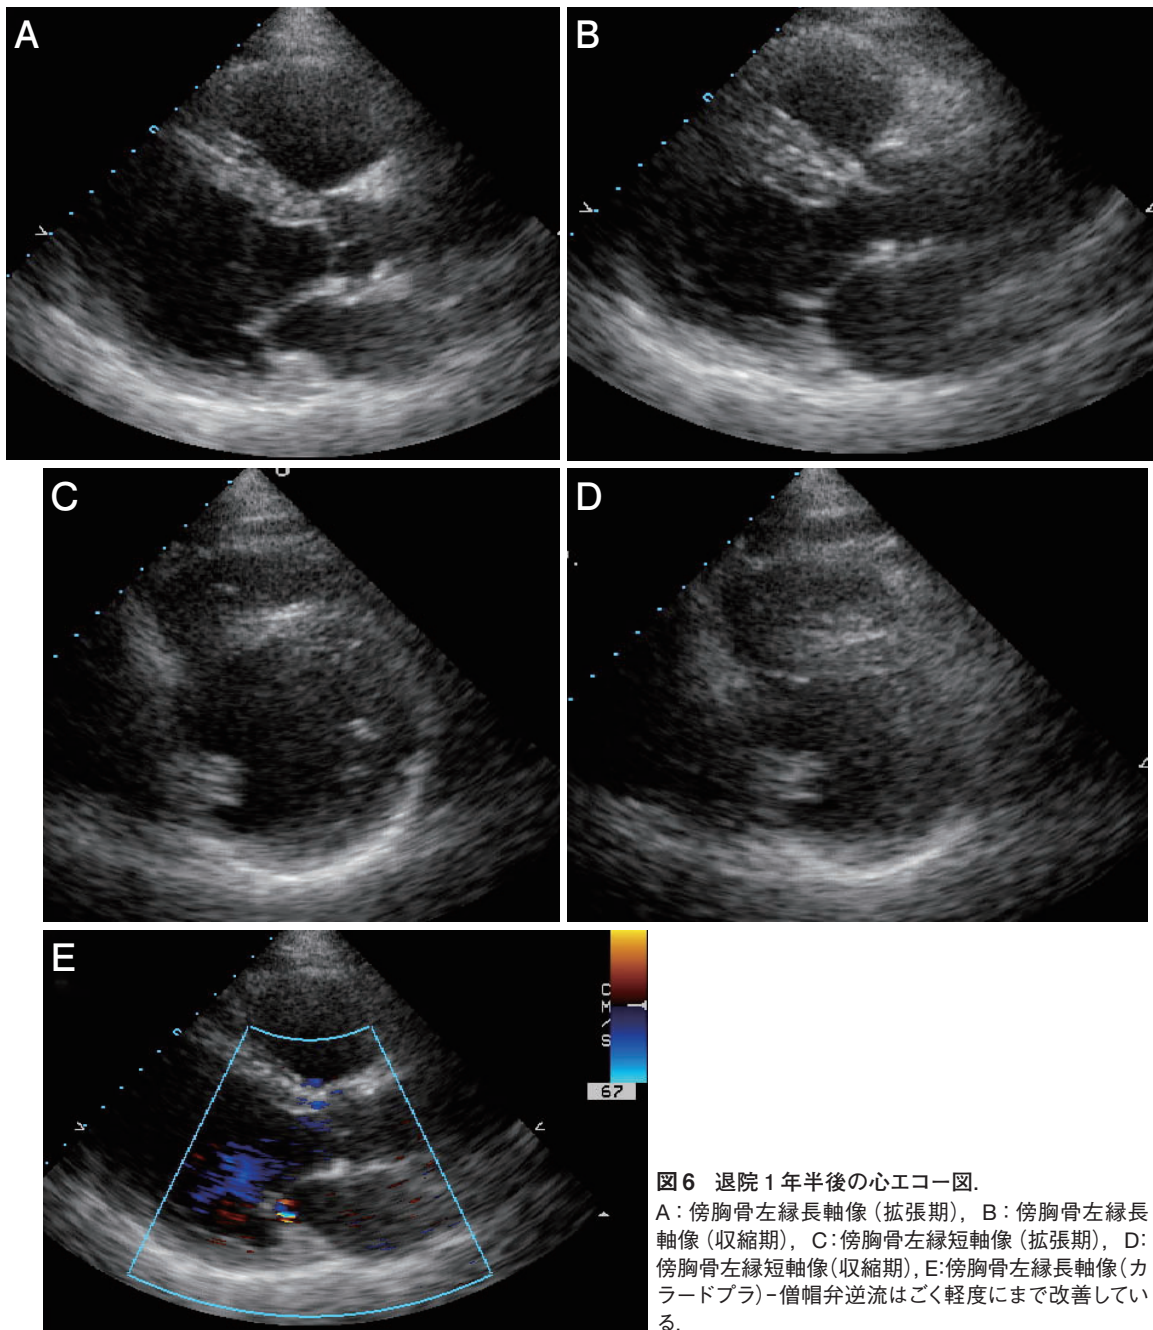 A
B
C
D
E
CM/S
67
図6 退院1年半後の心エコー図.
A:傍胸骨左縁長軸像(拡張期), B:傍胸骨左縁長
軸像(収縮期), C:傍胸骨左縁短軸像(拡張期), D:
傍胸骨左縁短軸像(収縮期), E:傍胸骨左縁長軸像(カ
ラードプラ)-僧帽弁逆流はごく軽度にまで改善してい
る.